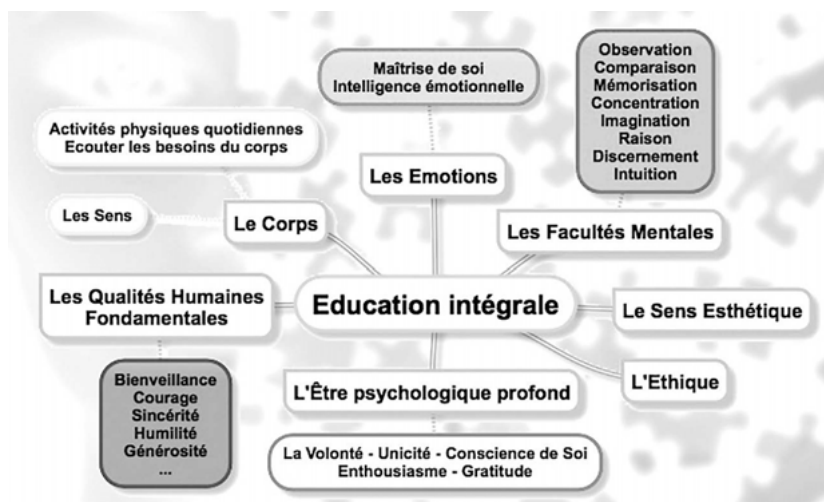 Maîtrise de soi
Intelligence émotionnelle
Observation
Comparaison
Mémorisation
Concentration
Imagination
Raison
Discernement
Intuition
Activités physiques quotidiennes
Ecouter les besoins du corps
Les Emotions
Les Sens
Le Corps
Les Facultés Mentales
Les Qualités Humaines
Fondamentales
Education intégrale
Le Sens Esthétique
L'Ethique
Bienveillance
Courage
Sincérité
Humilité
Générosité
...
L'Être psychologique profond
La Volonté - Unicité - Conscience de Soi
Enthousiasme - Gratitude